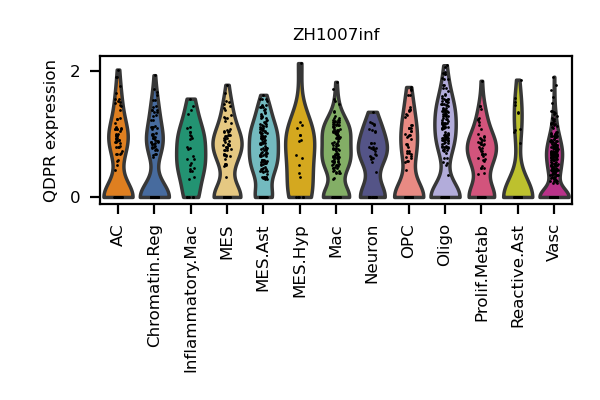 ZH1007inf
QDPR expression
2
0
AC
Chromatin.Reg
Inflammatory.Mac
MES
MES.Ast
MES.Hyp
Mac
Neuron
OPC
Oligo
Prolif.Metab
Reactive.Ast
Vasc